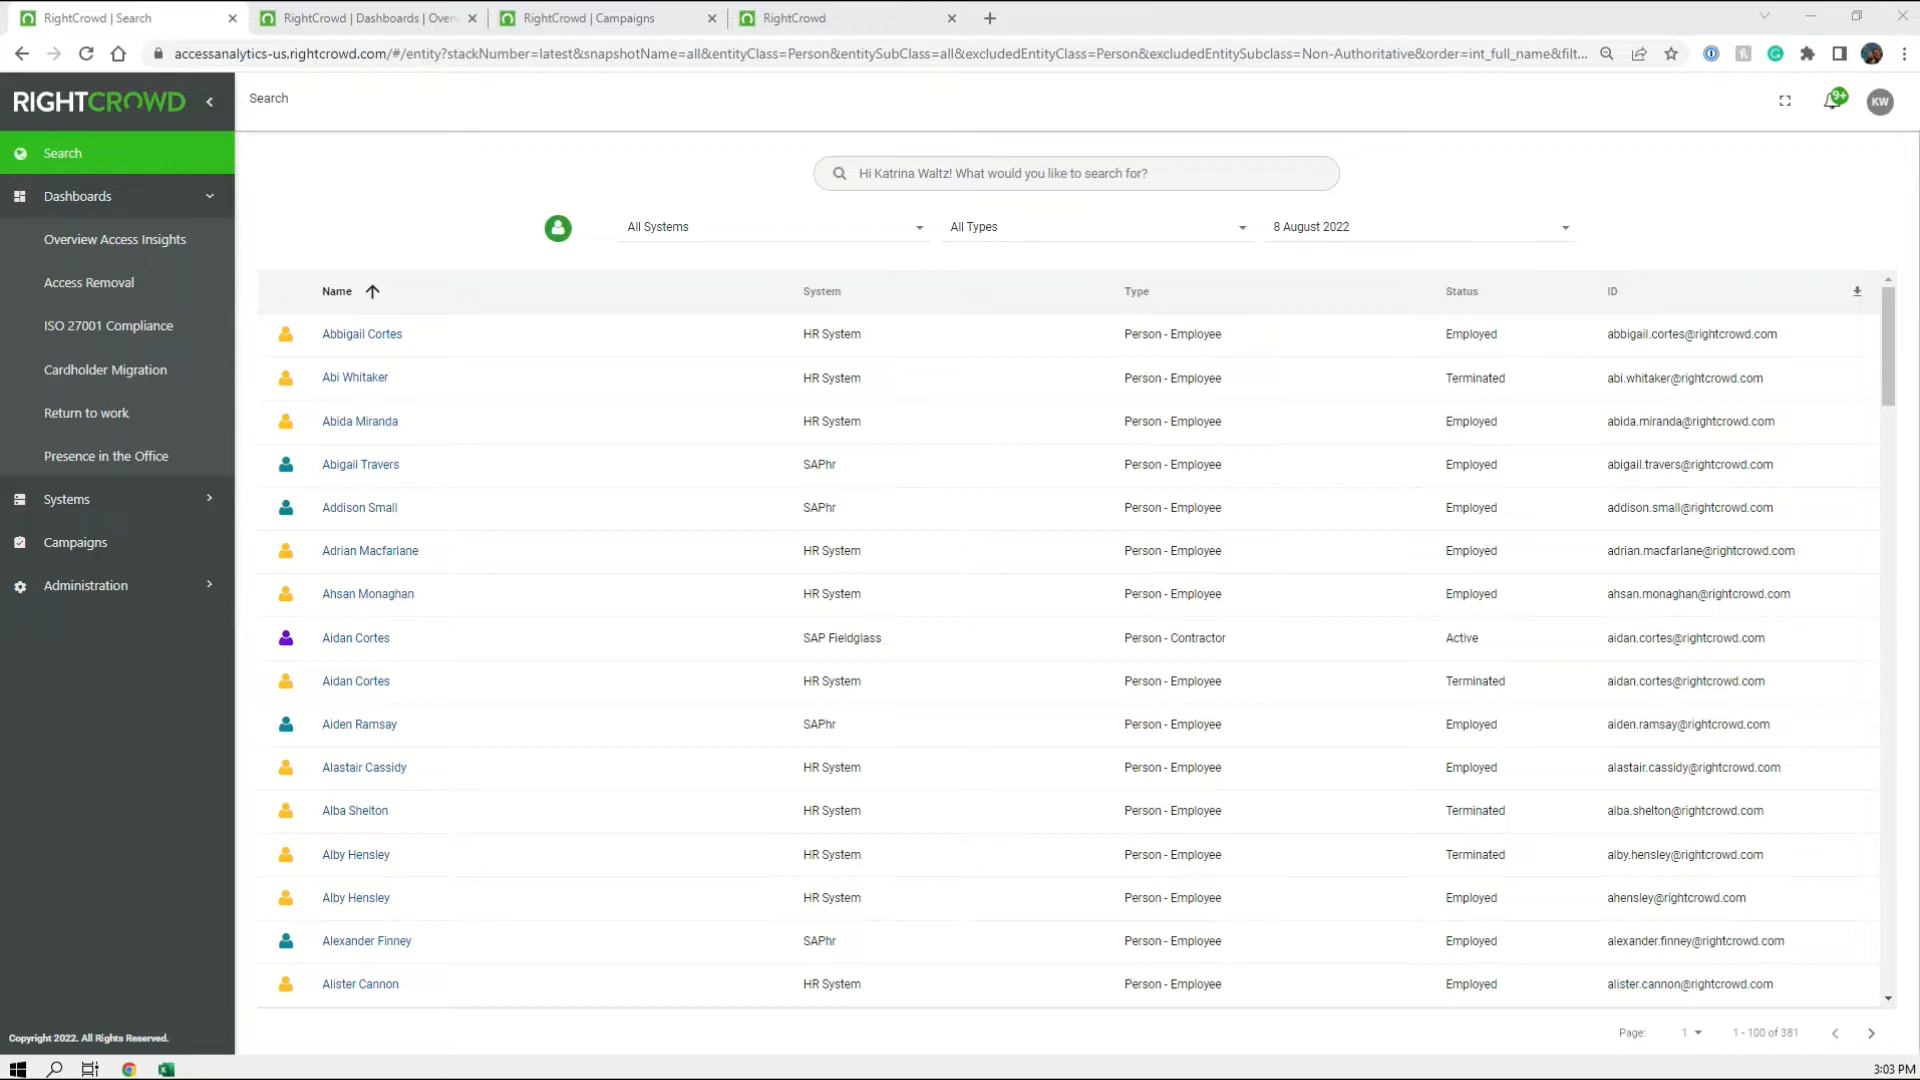 RightCrowd | Search
RightCrowd | Dashboards | Over
RightCrowd | Campaigns
RightCrowd
accessanalytics-us.rightcrowd.com/#/entity?stackNumber=latest&snapshotName=all&entityClass=Person&entitySubClass=all&excludedEntityClass=Person&excludedEntitySubclass=Non-Authoritative&order=int_full_name&filt...
RIGHTCROWD
Search
9+
KW
Search
Dashboards
Overview Access Insights
Access Removal
ISO 27001 Compliance
Cardholder Migration
Return to work
Presence in the Office
Systems
Campaigns
Administration
Copyright 2022. All Rights Reserved.
Hi Katrina Waltz! What would you like to search for?
All Systems All Types 8 August 2022
Name System Type Status ID
Abbigail Cortes HR System Person - Employee Employed abbigail.cortes@rightcrowd.com
Abi Whitaker HR System Person - Employee Terminated abi.whitaker@rightcrowd.com
Abida Miranda HR System Person - Employee Employed abida.miranda@rightcrowd.com
Abigail Travers SAPhr Person - Employee Employed abigail.travers@rightcrowd.com
Addison Small SAPhr Person - Employee Employed addison.small@rightcrowd.com
Adrian Macfarlane HR System Person - Employee Employed adrian.macfarlane@rightcrowd.com
Ahsan Monaghan HR System Person - Employee Employed ahsan.monaghan@rightcrowd.com
Aidan Cortes SAP Fieldglass Person - Contractor Active aidan.cortes@rightcrowd.com
Aidan Cortes HR System Person - Employee Terminated aidan.cortes@rightcrowd.com
Aiden Ramsay SAPhr Person - Employee Employed aiden.ramsay@rightcrowd.com
Alastair Cassidy HR System Person - Employee Employed alastair.cassidy@rightcrowd.com
Alba Shelton HR System Person - Employee Terminated alba.shelton@rightcrowd.com
Alby Hensley HR System Person - Employee Terminated alby.hensley@rightcrowd.com
Alby Hensley HR System Person - Employee Employed ahensley@rightcrowd.com
Alexander Finney SAPhr Person - Employee Employed alexander.finney@rightcrowd.com
Alister Cannon HR System Person - Employee Employed alister.cannon@rightcrowd.com
Page: 1 1 - 100 of 381
3:03 PM